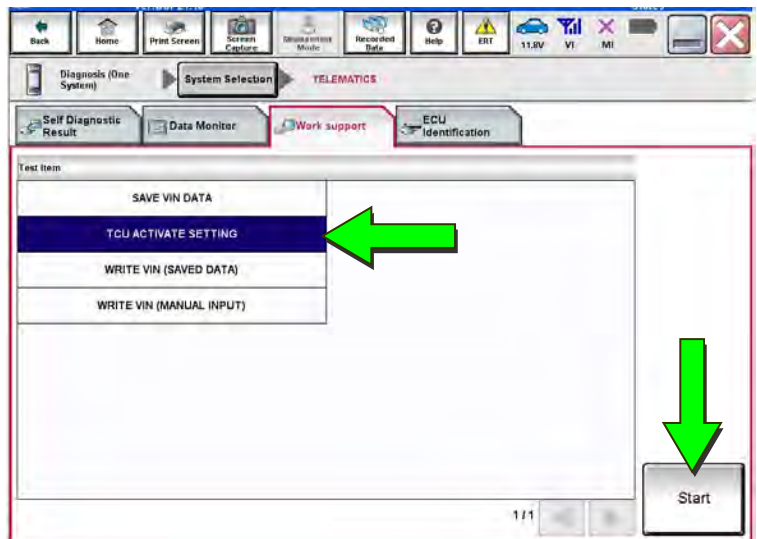 Back
Home
Print Screen
Screen
Capture
Measurement
Mode
Recorded
Data
Help
ERT
11.8V
VI
MI
Diagnosis (One
System)
System Selection
TELEMATICS
Self Diagnostic
Result
Data Monitor
Work support
ECU
Identification
Test Item
SAVE VIN DATA
TCU ACTIVATE SETTING
WRITE VIN (SAVED DATA)
WRITE VIN (MANUAL INPUT)
1/1
Start